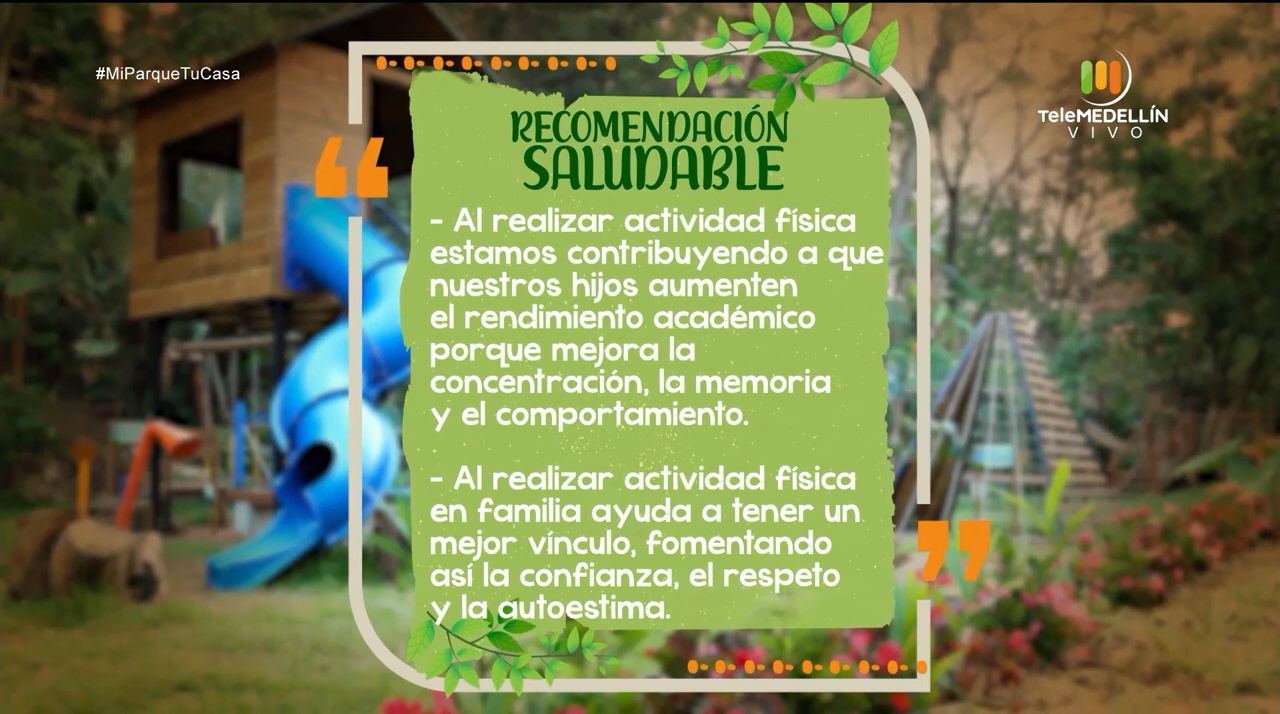 #MiParqueTuCasa
TeleMEDELLÍN
VIVO
RECOMENDACIÓN
SALUDABLE
- Al realizar actividad física
estamos contribuyendo a que
nuestros hijos aumenten
el rendimiento académico
porque mejora la
concentración, la memoria
y el comportamiento.
- Al realizar actividad física
en familia ayuda a tener un
mejor vínculo, fomentando
así la confianza, el respeto
y la autoestima.